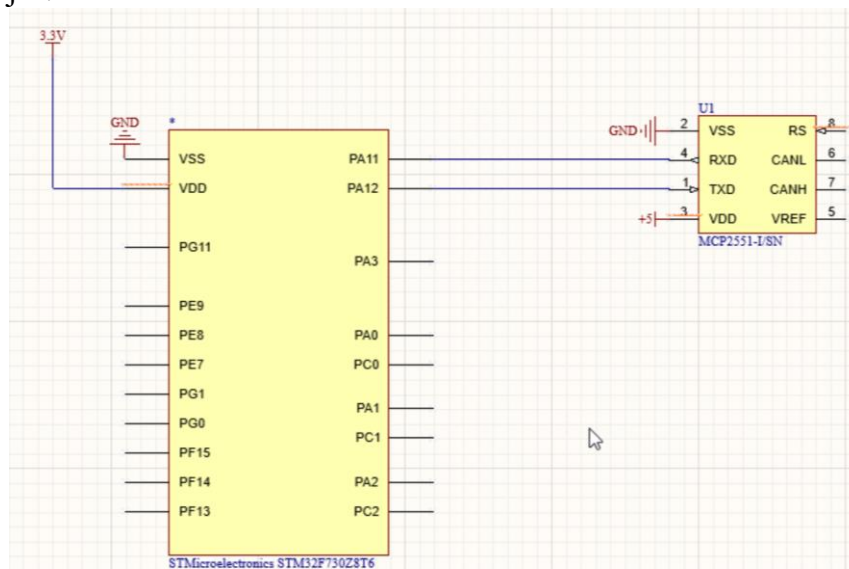 3.3V
GND
*
VSS
VDD
PG11
PE9
PE8
PE7
PG1
PG0
PF15
PF14
PF13
PA11
PA12
PA3
PA0
PC0
PA1
PC1
PA2
PC2
STMicroelectronics STM32F730Z8T6
U1
GND
2
4
1
3
+5
VSS
RXD
TXD
VDD
RS
CANL
CANH
VREF
8
6
7
5
MCP2551-I/SN